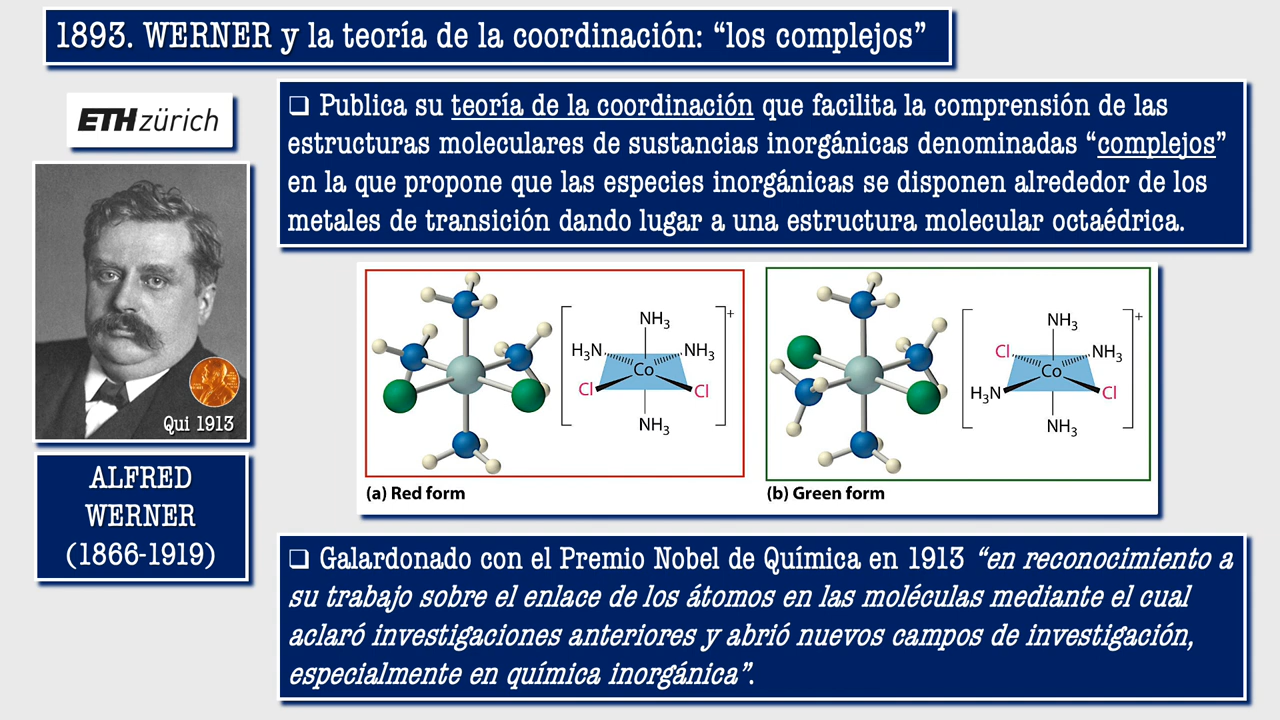 1893. WERNER y la teoría de la coordinación: “los complejos”
ETH zürich
❑ Publica su teoría de la coordinación que facilita la comprensión de las
estructuras moleculares de sustancias inorgánicas denominadas “complejos”
en la que propone que las especies inorgánicas se disponen alrededor de los
metales de transición dando lugar a una estructura molecular octaédrica.
Qui 1913
ALFRED
WERNER
(1866-1919)
NH3
H3N
NH3
Co
Cl
Cl
NH3
+
(a) Red form
NH3
Cl
NH3
Co
H3N
Cl
NH3
+
(b) Green form
❑ Galardonado con el Premio Nobel de Química en 1913 “en reconocimiento a
su trabajo sobre el enlace de los átomos en las moléculas mediante el cual
aclaró investigaciones anteriores y abrió nuevos campos de investigación,
especialmente en química inorgánica”.